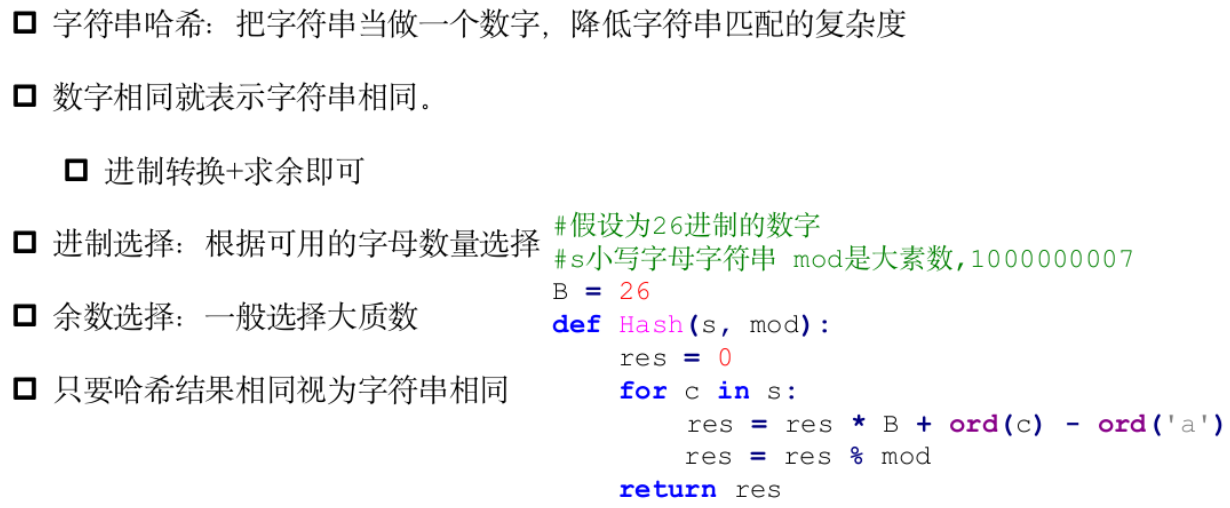 字符串哈希：把字符串当做一个数字，降低字符串匹配的复杂度
数字相同就表示字符串相同。
进制转换+求余即可
进制选择：根据可用的字母数量选择
余数选择：一般选择大质数
只要哈希结果相同视为字符串相同
#假设为26进制的数字
#s小写字母字符串 mod是大素数,1000000007
B = 26
def Hash(s, mod):
    res = 0
    for c in s:
        res = res * B + ord(c) - ord('a')
        res = res % mod
    return res